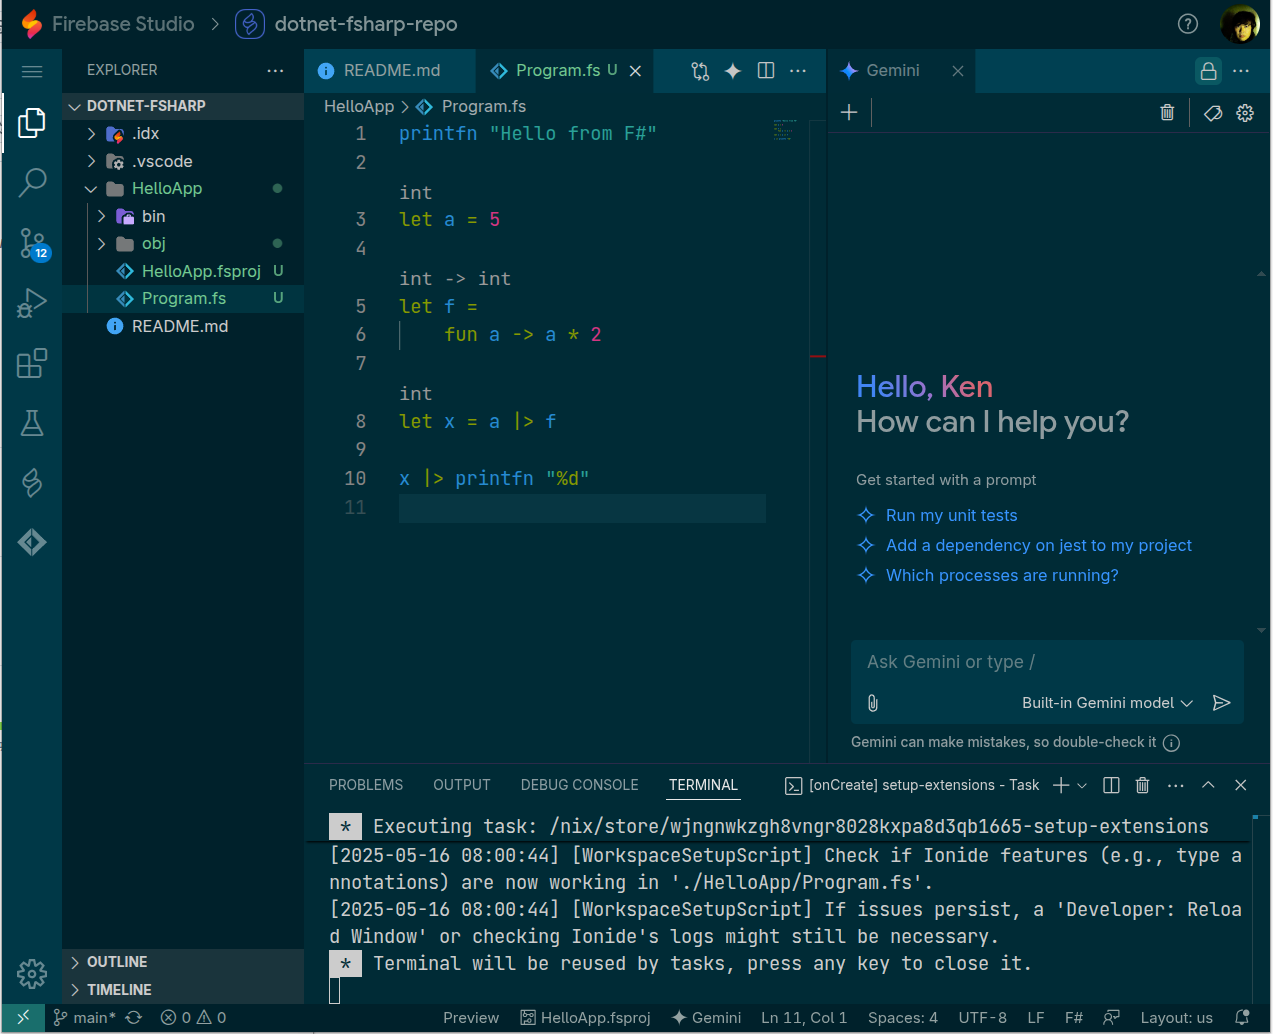 Firebase Studio > dotnet-fsharp-repo
EXPLORER
DOTNET-FSHARP
.idx
.vscode
HelloApp
bin
obj
HelloApp.fsproj U
Program.fs U
README.md
OUTLINE
TIMELINE
12
README.md
Program.fs U
HelloApp > Program.fs
1 printfn "Hello from F#"
2
int
3 let a = 5
4
int -> int
5 let f =
6 fun a -> a * 2
7
int
8 let x = a |> f
9
10 x |> printfn "%d"
11
Gemini
Hello, Ken
How can I help you?
Get started with a prompt
Run my unit tests
Add a dependency on jest to my project
Which processes are running?
Ask Gemini or type /
Built-in Gemini model
Gemini can make mistakes, so double-check it
PROBLEMS OUTPUT DEBUG CONSOLE TERMINAL
[onCreate] setup-extensions - Task
* Executing task: /nix/store/wjngnwkzgh8vngr8028kxpa8d3qb1665-setup-extensions
[2025-05-16 08:00:44] [WorkspaceSetupScript] Check if Ionide features (e.g., type a
nnotations) are now working in './HelloApp/Program.fs'.
[2025-05-16 08:00:44] [WorkspaceSetupScript] If issues persist, a 'Developer: Reloa
d Window' or checking Ionide's logs might still be necessary.
* Terminal will be reused by tasks, press any key to close it.
main* 0 0 Preview HelloApp.fsproj Gemini Ln 11, Col 1 Spaces: 4 UTF-8 LF F# Layout: us